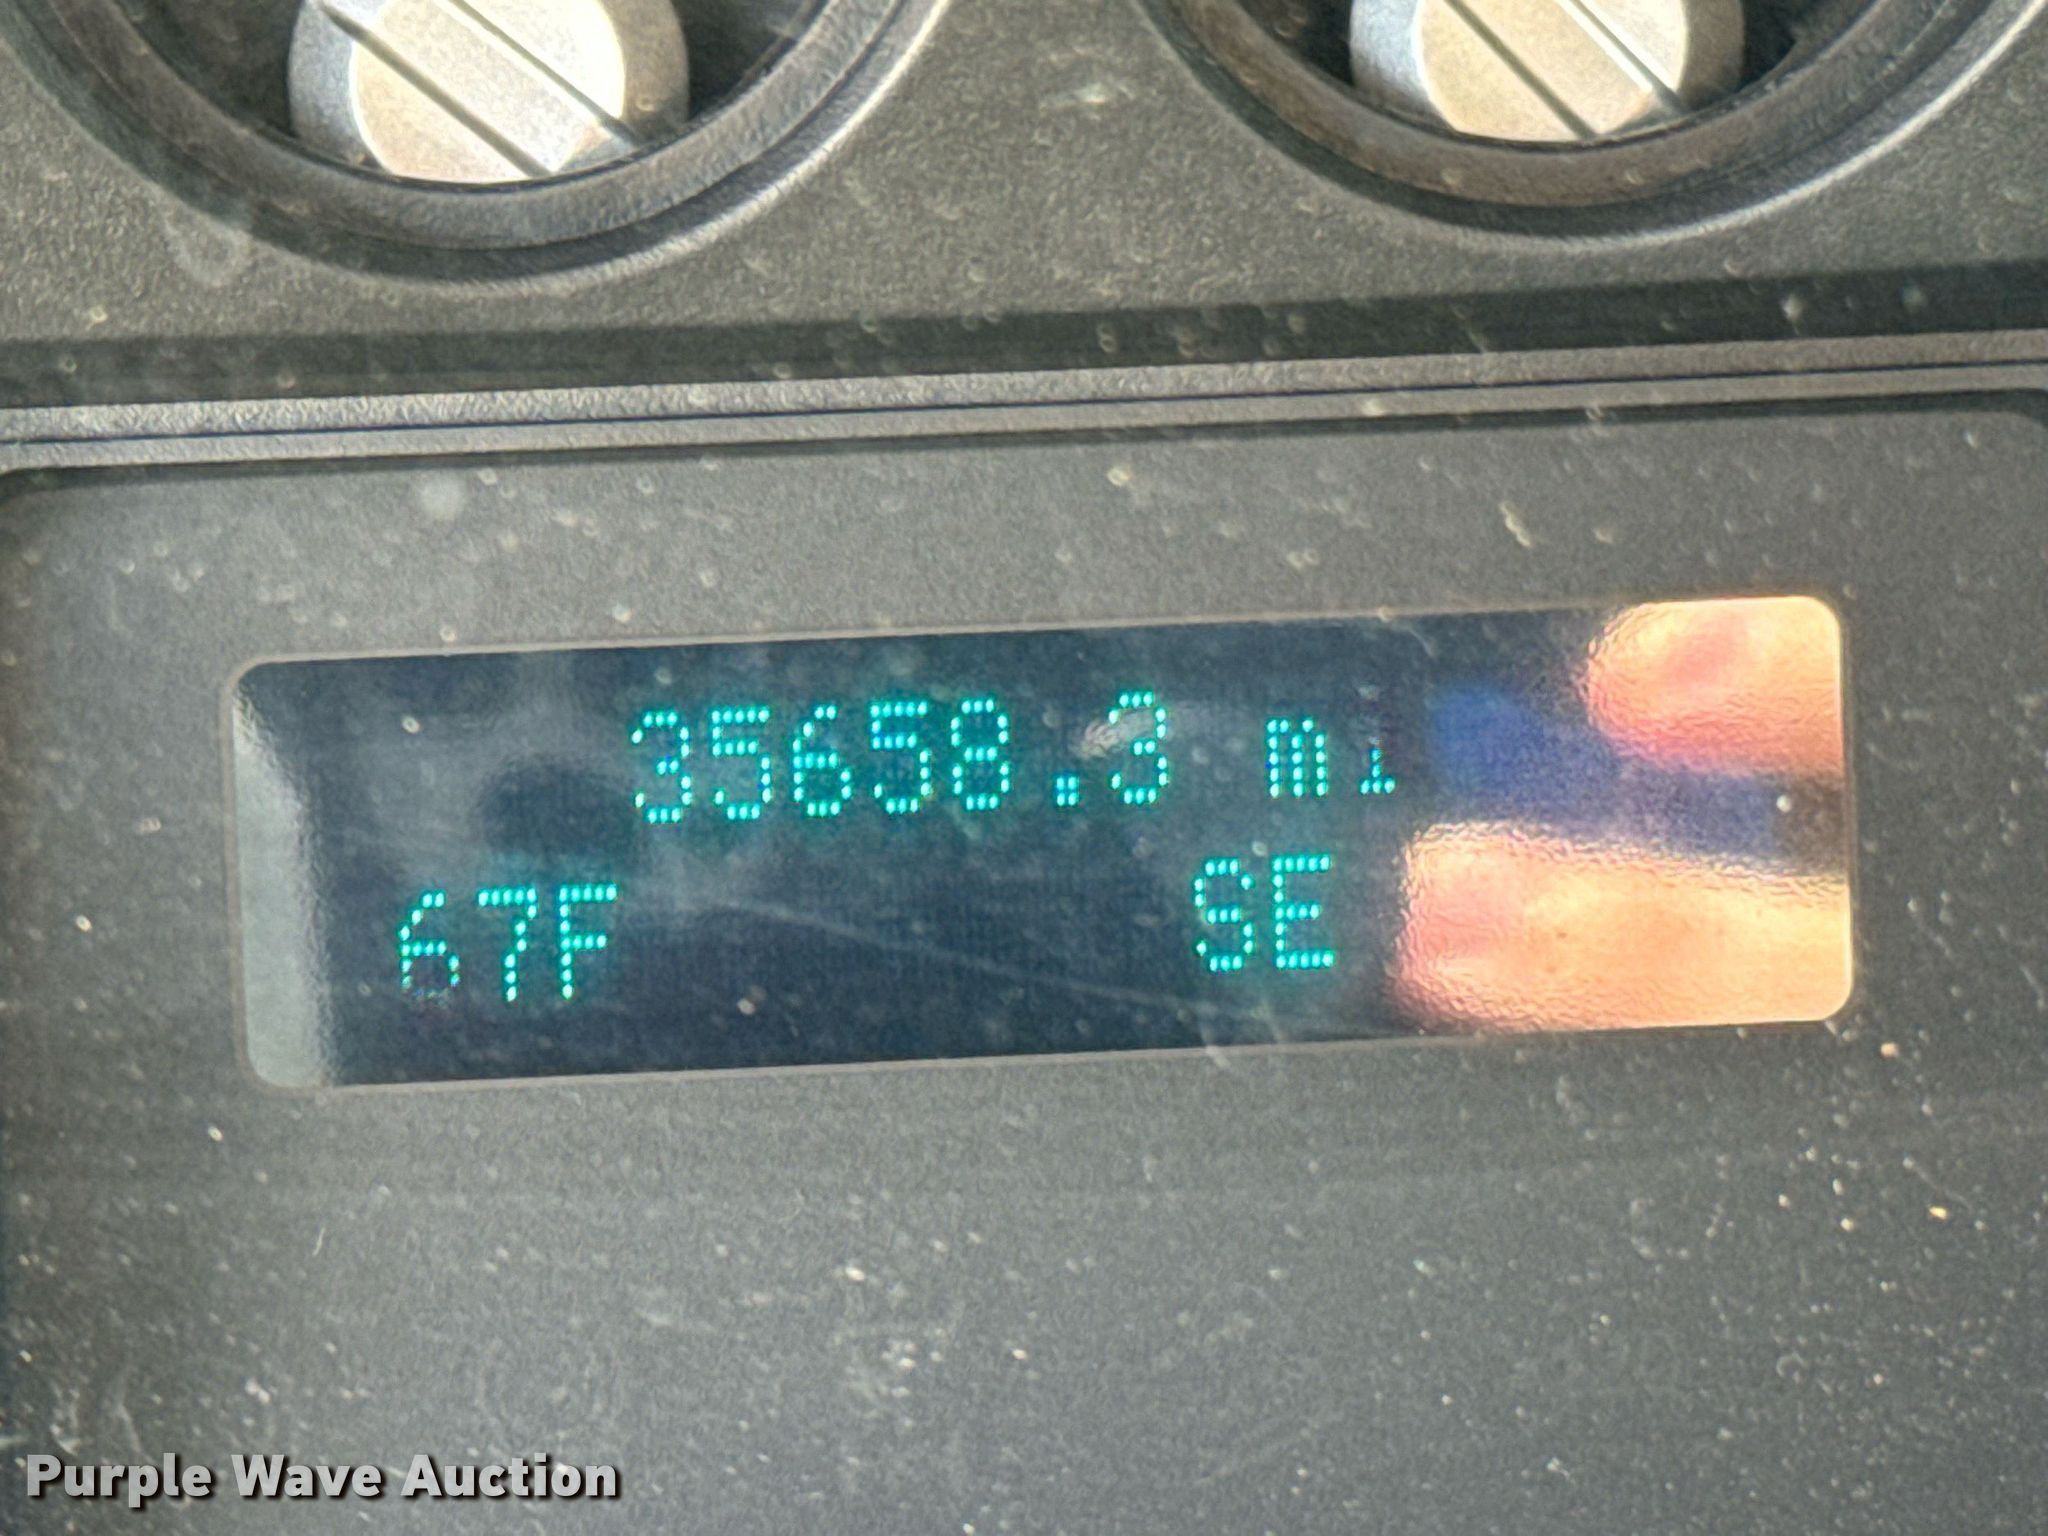 35658.3 mi
67F SE
Purple Wave Auction